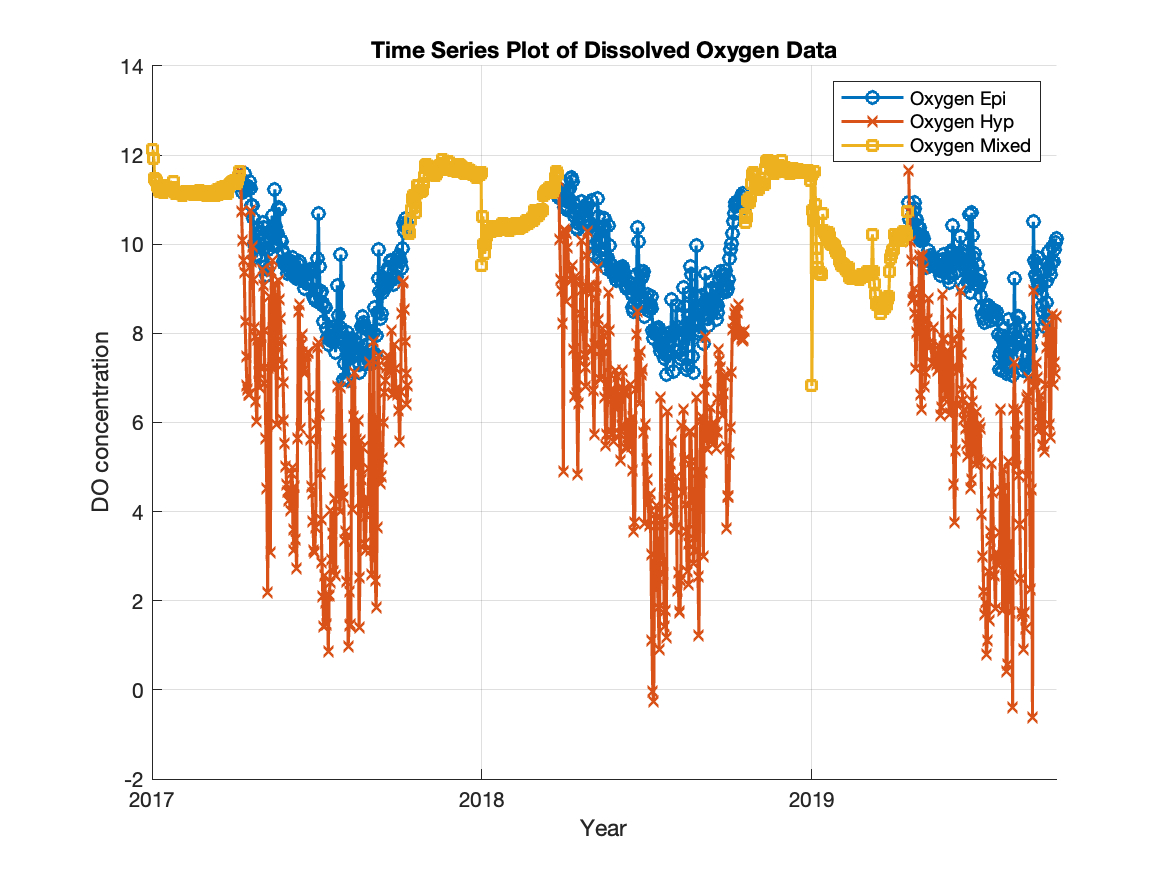 Time Series Plot of Dissolved Oxygen Data
14
12
10
8
6
4
2
0
-2
DO concentration
Oxygen Epi
Oxygen Hyp
Oxygen Mixed
2017
2018
2019
Year